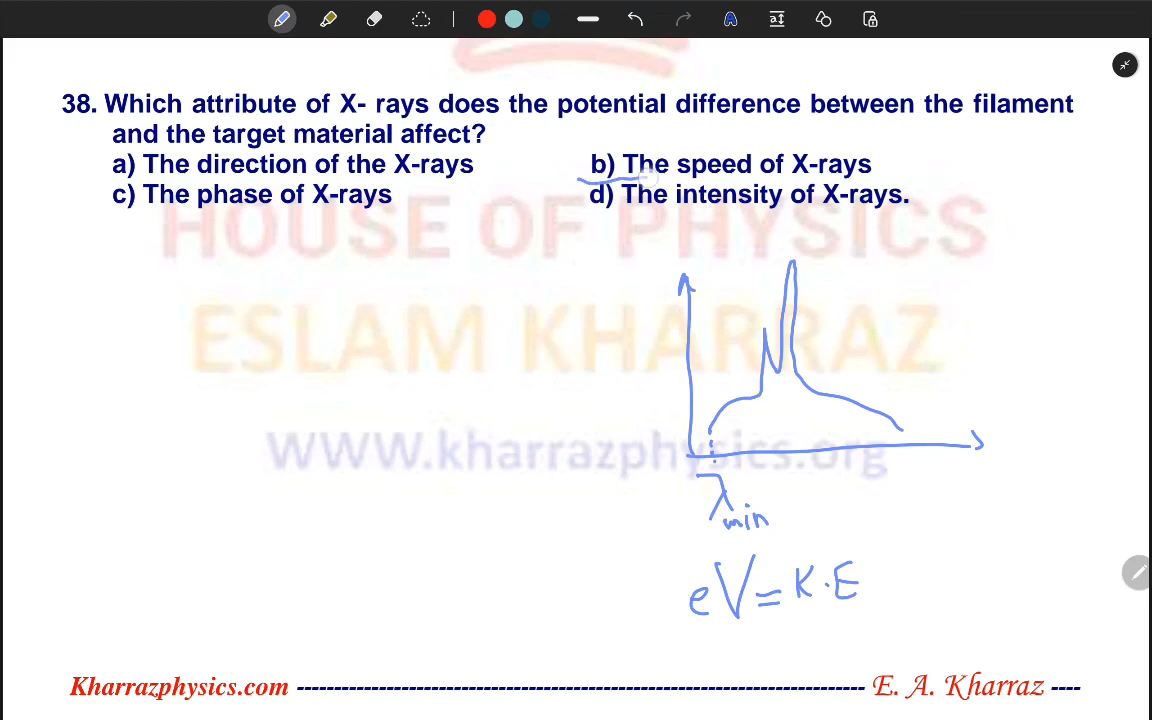 38. Which attribute of X- rays does the potential difference between the filament
and the target material affect?
a) The direction of the X-rays b) The speed of X-rays
c) The phase of X-rays d) The intensity of X-rays.
HOUSE OF PHYSICS
ESLAM KHARRAZ
www.kharrazphysics.org
λmin
eV = K.E
Kharrazphysics.com ---- E. A. Kharraz ----